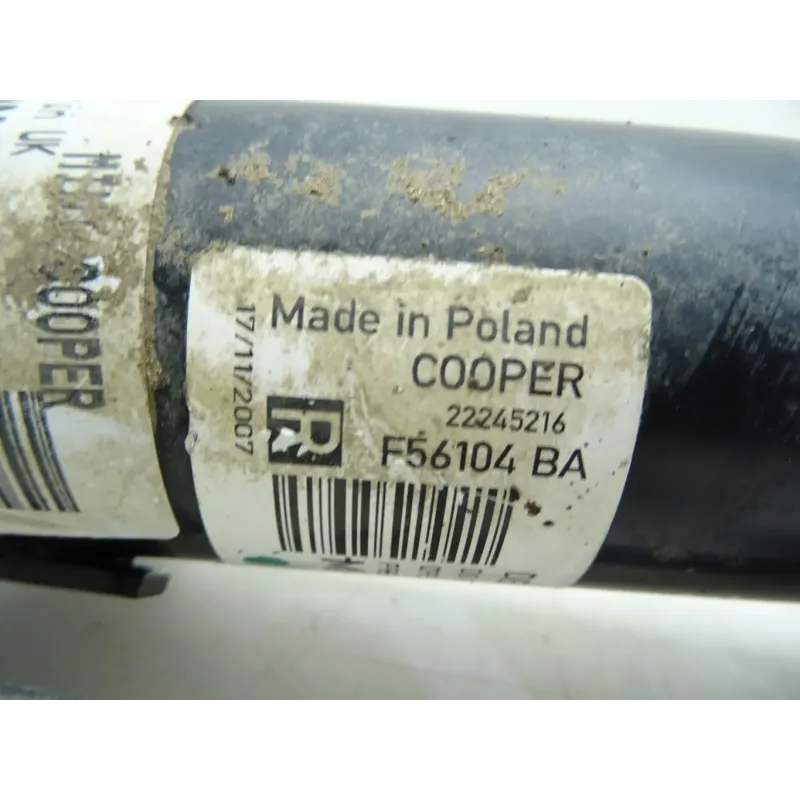 UK
COOPER
Made in Poland
COOPER
22245216
F56104 BA
17/11/2007
R